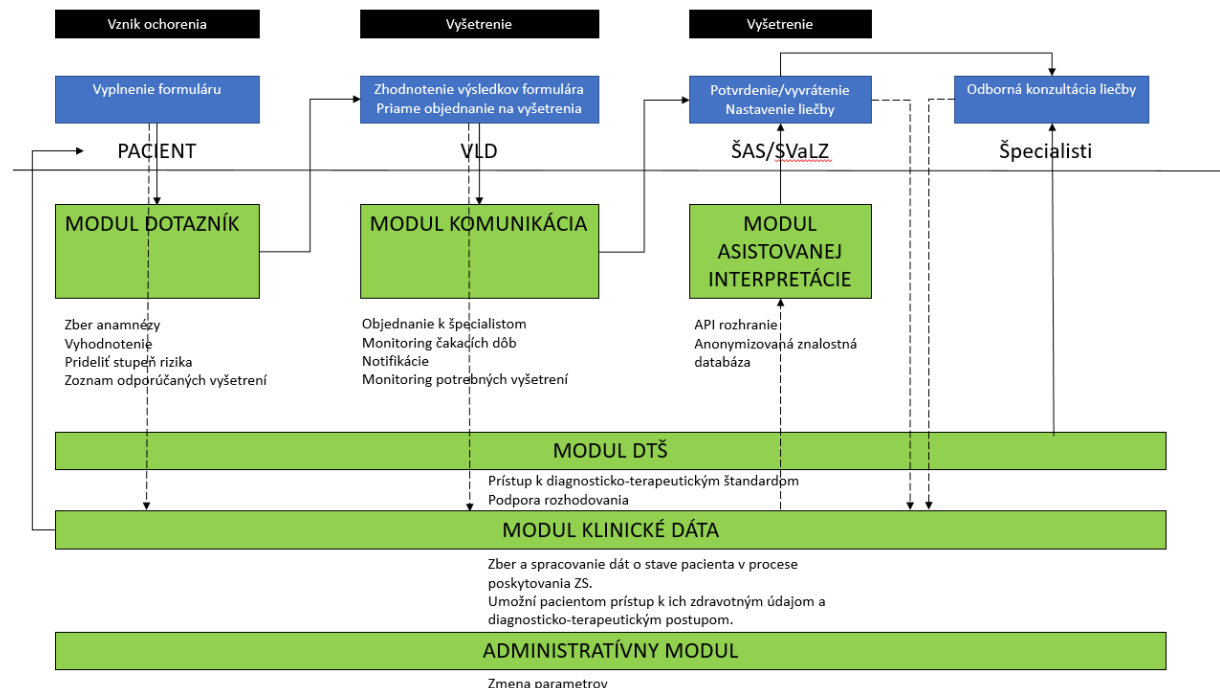 Vznik ochorenia
Vyšetrenie
Vyšetrenie
Vyplnenie formuláru
Zhodnotenie výsledkov formulára
Priame objednanie na vyšetrenia
Potvrdenie/vyvrátenie
Nastavenie liečby
Odborná konzultácia liečby
PACIENT
VLD
ŠAS/SVaLZ
Špecialisti
MODUL DOTAZNÍK
MODUL KOMUNIKÁCIA
MODUL
ASISTOVANEJ
INTERPRETÁCIE
Zber anamnézy
Vyhodnotenie
Prideliť stupeň rizika
Zoznam odporúčaných vyšetrení
Objednanie k špecialistom
Monitoring čakacích dôb
Notifikácie
Monitoring potrebných vyšetrení
API rozhranie
Anonymizovaná znalostná
databáza
MODUL DTŠ
Prístup k diagnosticko-terapeutickým štandardom
Podpora rozhodovania
MODUL KLINICKÉ DÁTA
Zber a spracovanie dát o stave pacienta v procese
poskytovania ZS.
Umožní pacientom prístup k ich zdravotným údajom a
diagnosticko-terapeutickým postupom.
ADMINISTRATÍVNY MODUL
Zmena parametrov